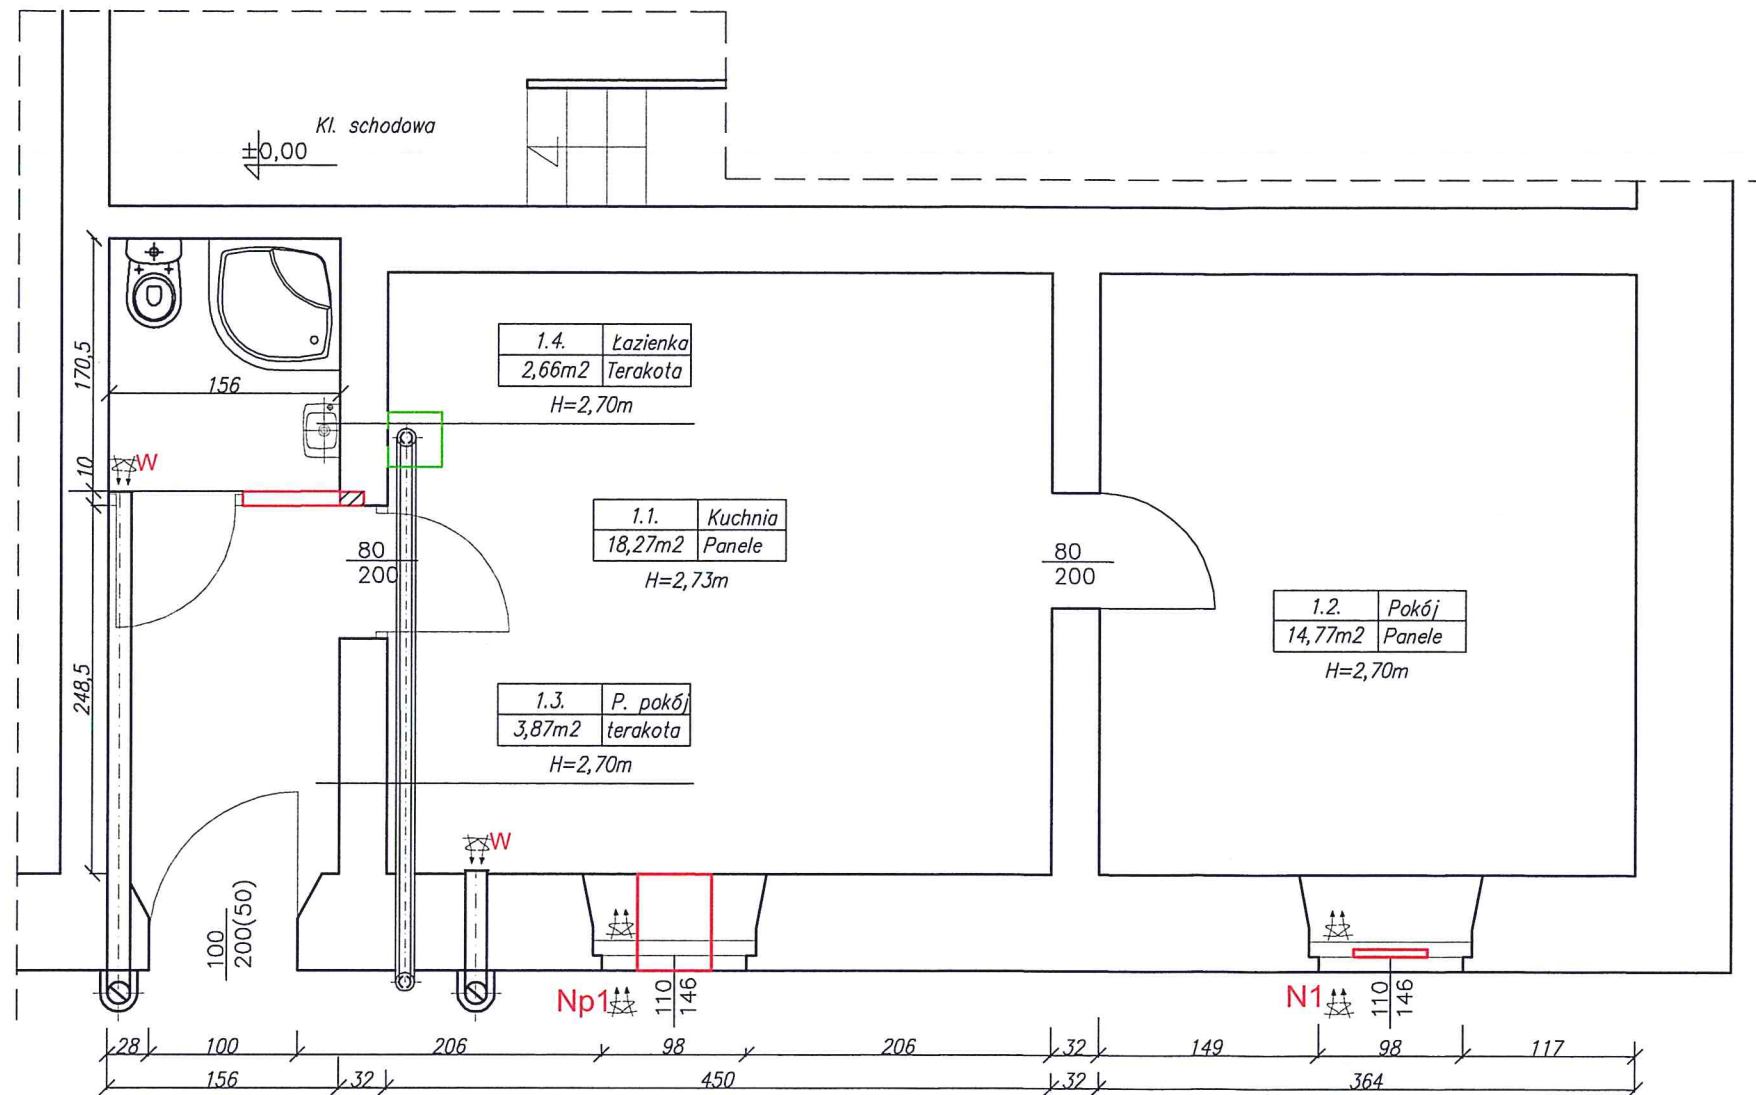 Kl. schodowa
±0,00
1.4. Łazienka
2,66m2 Terakota
H=2,70m
170,5
156
10
W
1.1. Kuchnia
18,27m2 Panele
H=2,73m
80
200
80
200
1.2. Pokój
14,77m2 Panele
H=2,70m
248,5
1.3. P. pokój
3,87m2 terakota
H=2,70m
W
100
200(50)
Np1
110
146
N1
110
146
28 100 206 98 206 32 149 98 117
156 32 450 32 364